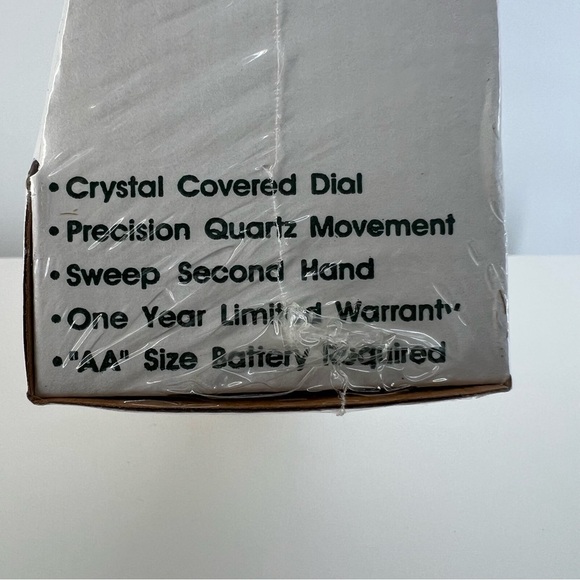 • Crystal Covered Dial
• Precision Quartz Movement
• Sweep Second Hand
• One Year Limited Warranty
• "AA" Size Battery Required